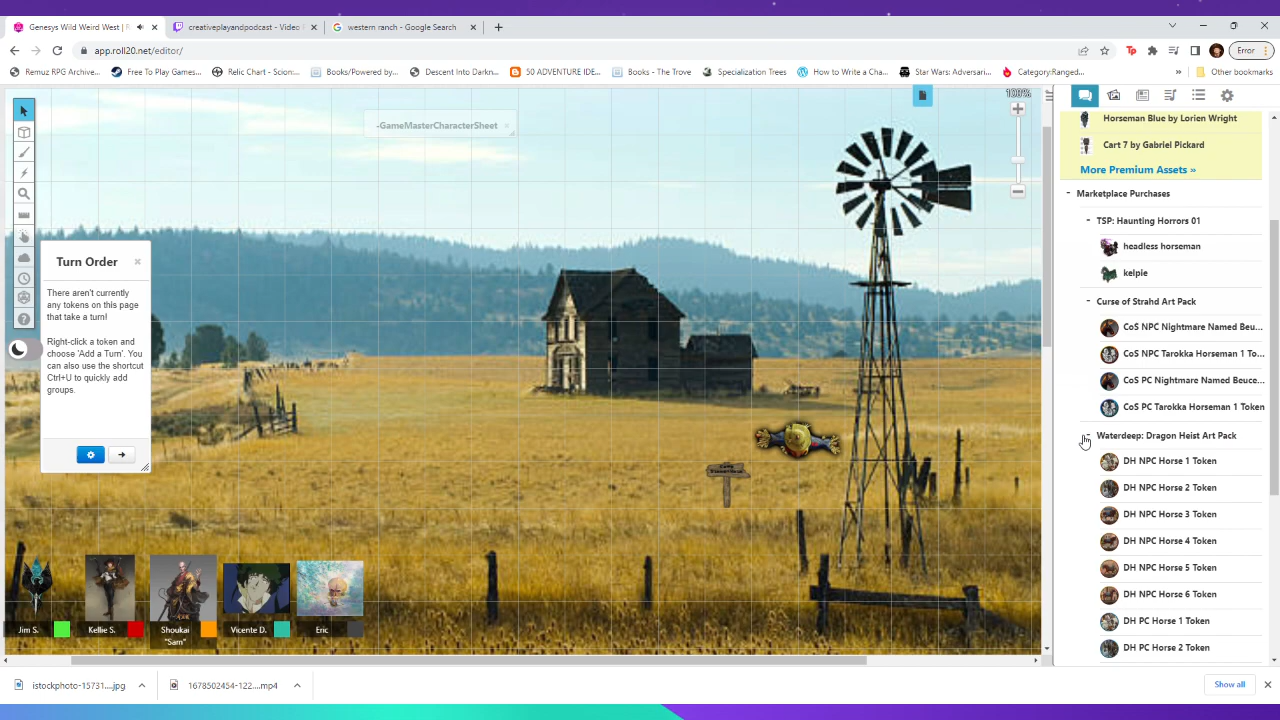 Genesys Wild Weird West | R
creativeplayandpodcast - Video F
western ranch - Google Search
app.roll20.net/editor/
Error
Remuz RPG Archive...
Free To Play Games...
Relic Chart - Scion:...
Books/Powered by...
Descent Into Darkn...
50 ADVENTURE IDE...
Books - The Trove
Specialization Trees
How to Write a Cha...
Star Wars: Adversari...
Category:Ranged...
»
Other bookmarks
-GameMasterCharacterSheet
100%
Turn Order
There aren't currently
any tokens on this page
that take a turn!
Right-click a token and
choose 'Add a Turn'. You
can also use the shortcut
Ctrl+U to quickly add
groups.
Horseman Blue by Lorien Wright
Cart 7 by Gabriel Pickard
More Premium Assets »
Marketplace Purchases
TSP: Haunting Horrors 01
headless horseman
kelpie
Curse of Strahd Art Pack
CoS NPC Nightmare Named Beu...
CoS NPC Tarokka Horseman 1 To...
CoS PC Nightmare Named Beuce...
CoS PC Tarokka Horseman 1 Token
Waterdeep: Dragon Heist Art Pack
DH NPC Horse 1 Token
DH NPC Horse 2 Token
DH NPC Horse 3 Token
DH NPC Horse 4 Token
DH NPC Horse 5 Token
DH NPC Horse 6 Token
DH PC Horse 1 Token
DH PC Horse 2 Token
Jim S.
Kellie S.
Shoukai
"Sam"
Vicente D.
Eric
istockphoto-15731....jpg
1678502454-122....mp4
Show all